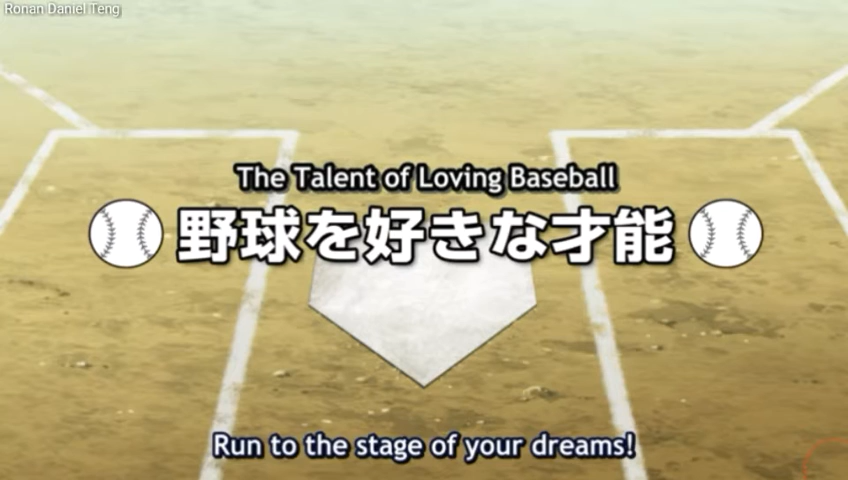 Ronan Daniel Teng
The Talent of Loving Baseball
野球を好きな才能
Run to the stage of your dreams!